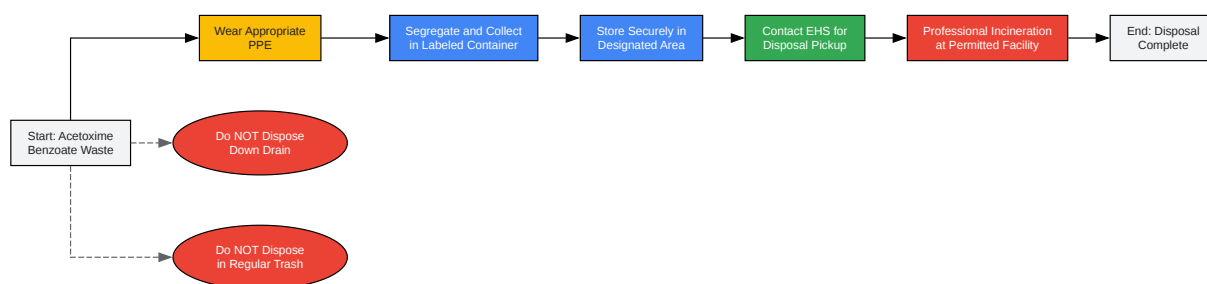 Wear Appropriate
PPE
Segregate and Collect
in Labeled Container
Store Securely in
Designated Area
Contact EHS for
Disposal Pickup
Professional Incineration
at Permitted Facility
End: Disposal
Complete
Start: Acetoxime
Benzoate Waste
Do NOT Dispose
Down Drain
Do NOT Dispose
in Regular Trash